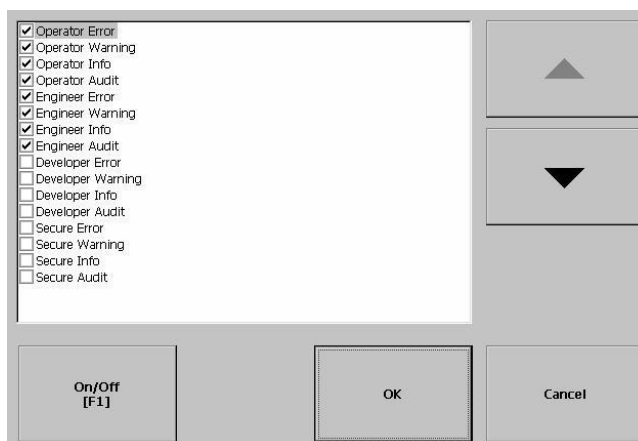 Operator Error
Operator Warning
Operator Info
Operator Audit
Engineer Error
Engineer Warning
Engineer Info
Engineer Audit
Developer Error
Developer Warning
Developer Info
Developer Audit
Secure Error
Secure Warning
Secure Info
Secure Audit
On/Off
[F1]
OK
Cancel